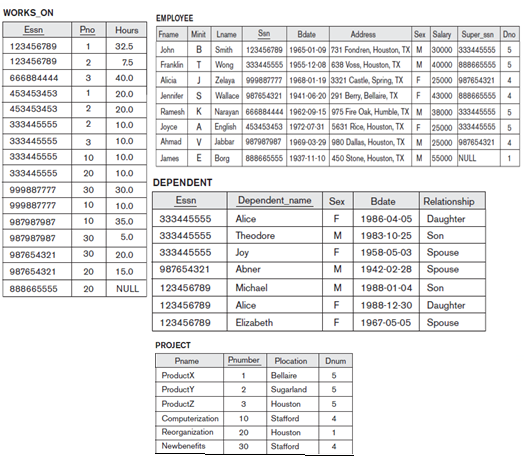 WORKS_ON
Essn Pno Hours
123456789 1 32.5
123456789 2 7.5
666884444 3 40.0
453453453 1 20.0
453453453 2 20.0
333445555 2 10.0
333445555 3 10.0
333445555 10 10.0
333445555 20 10.0
999887777 30 30.0
999887777 10 10.0
987987987 10 35.0
987987987 30 5.0
987654321 30 20.0
987654321 20 15.0
888665555 20 NULL
EMPLOYEE
Fname Minit Lname Ssn Bdate Address Sex Salary Super_ssn Dno
John B Smith 123456789 1965-01-09 731 Fondren, Houston, TX M 30000 333445555 5
Franklin T Wong 333445555 1955-12-08 638 Voss, Houston, TX M 40000 888665555 5
Alicia J Zelaya 999887777 1968-01-19 3321 Castle, Spring, TX F 25000 987654321 4
Jennifer S Wallace 987654321 1941-06-20 291 Berry, Bellaire, TX F 43000 888665555 4
Ramesh K Narayan 666884444 1962-09-15 975 Fire Oak, Humble, TX M 38000 333445555 5
Joyce A English 453453453 1972-07-31 5631 Rice, Houston, TX F 25000 333445555 5
Ahmad V Jabbar 987987987 1969-03-29 980 Dallas, Houston, TX M 25000 987654321 4
James E Borg 888665555 1937-11-10 450 Stone, Houston, TX M 55000 NULL 1
DEPENDENT
Essn Dependent_name Sex Bdate Relationship
333445555 Alice F 1986-04-05 Daughter
333445555 Theodore M 1983-10-25 Son
333445555 Joy F 1958-05-03 Spouse
987654321 Abner M 1942-02-28 Spouse
123456789 Michael M 1988-01-04 Son
123456789 Alice F 1988-12-30 Daughter
123456789 Elizabeth F 1967-05-05 Spouse
PROJECT
Pname Pnumber Plocation Dnum
ProductX 1 Bellaire 5
ProductY 2 Sugarland 5
ProductZ 3 Houston 5
Computerization 10 Stafford 4
Reorganization 20 Houston 1
Newbenefits 30 Stafford 4